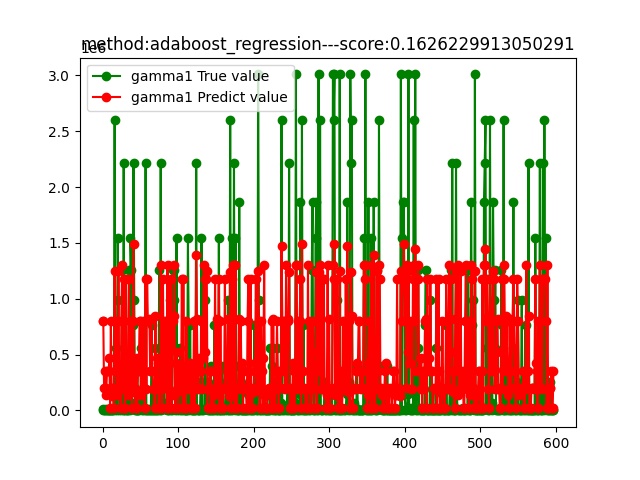 method:adaboost_regression---score:0.1626229913050291
1e6
gamma1 True value
gamma1 Predict value
3.0
2.5
2.0
1.5
1.0
0.5
0.0
0 100 200 300 400 500 600